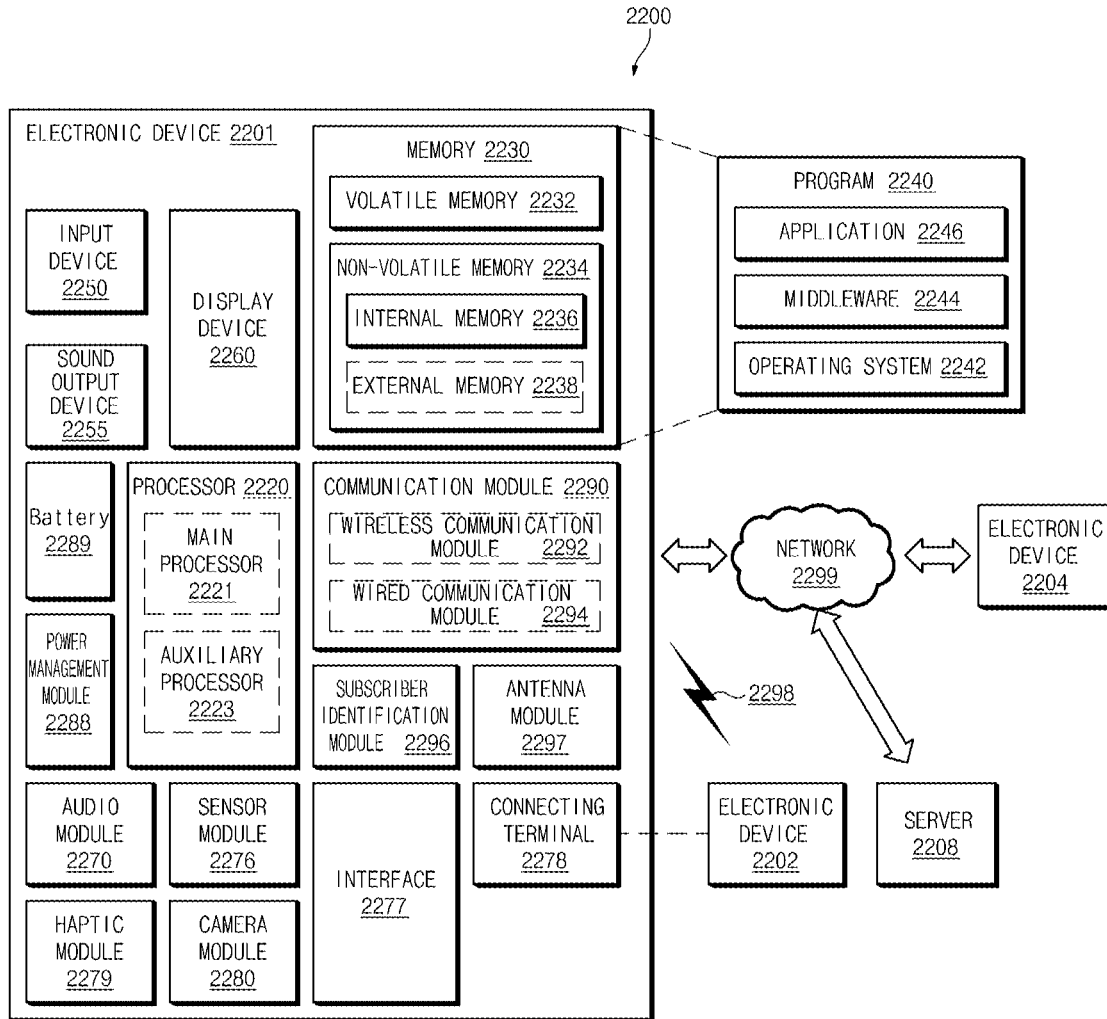 2200
ELECTRONIC DEVICE 2201
MEMORY 2230
VOLATILE MEMORY 2232
NON-VOLATILE MEMORY 2234
INTERNAL MEMORY 2236
EXTERNAL MEMORY 2238
INPUT
DEVICE
2250
DISPLAY
DEVICE
2260
SOUND
OUTPUT
DEVICE
2255
PROGRAM 2240
APPLICATION 2246
MIDDLEWARE 2244
OPERATING SYSTEM 2242
Battery
2289
PROCESSOR 2220
MAIN
PROCESSOR
2221
AUXILIARY
PROCESSOR
2223
COMMUNICATION MODULE 2290
WIRELESS COMMUNICATION
MODULE 2292
WIRED COMMUNICATION
MODULE 2294
NETWORK
2299
ELECTRONIC
DEVICE
2204
POWER
MANAGEMENT
MODULE
2288
SUBSCRIBER
IDENTIFICATION
MODULE 2296
ANTENNA
MODULE
2297
2298
AUDIO
MODULE
2270
SENSOR
MODULE
2276
INTERFACE
2277
CONNECTING
TERMINAL
2278
ELECTRONIC
DEVICE
2202
SERVER
2208
HAPTIC
MODULE
2279
CAMERA
MODULE
2280